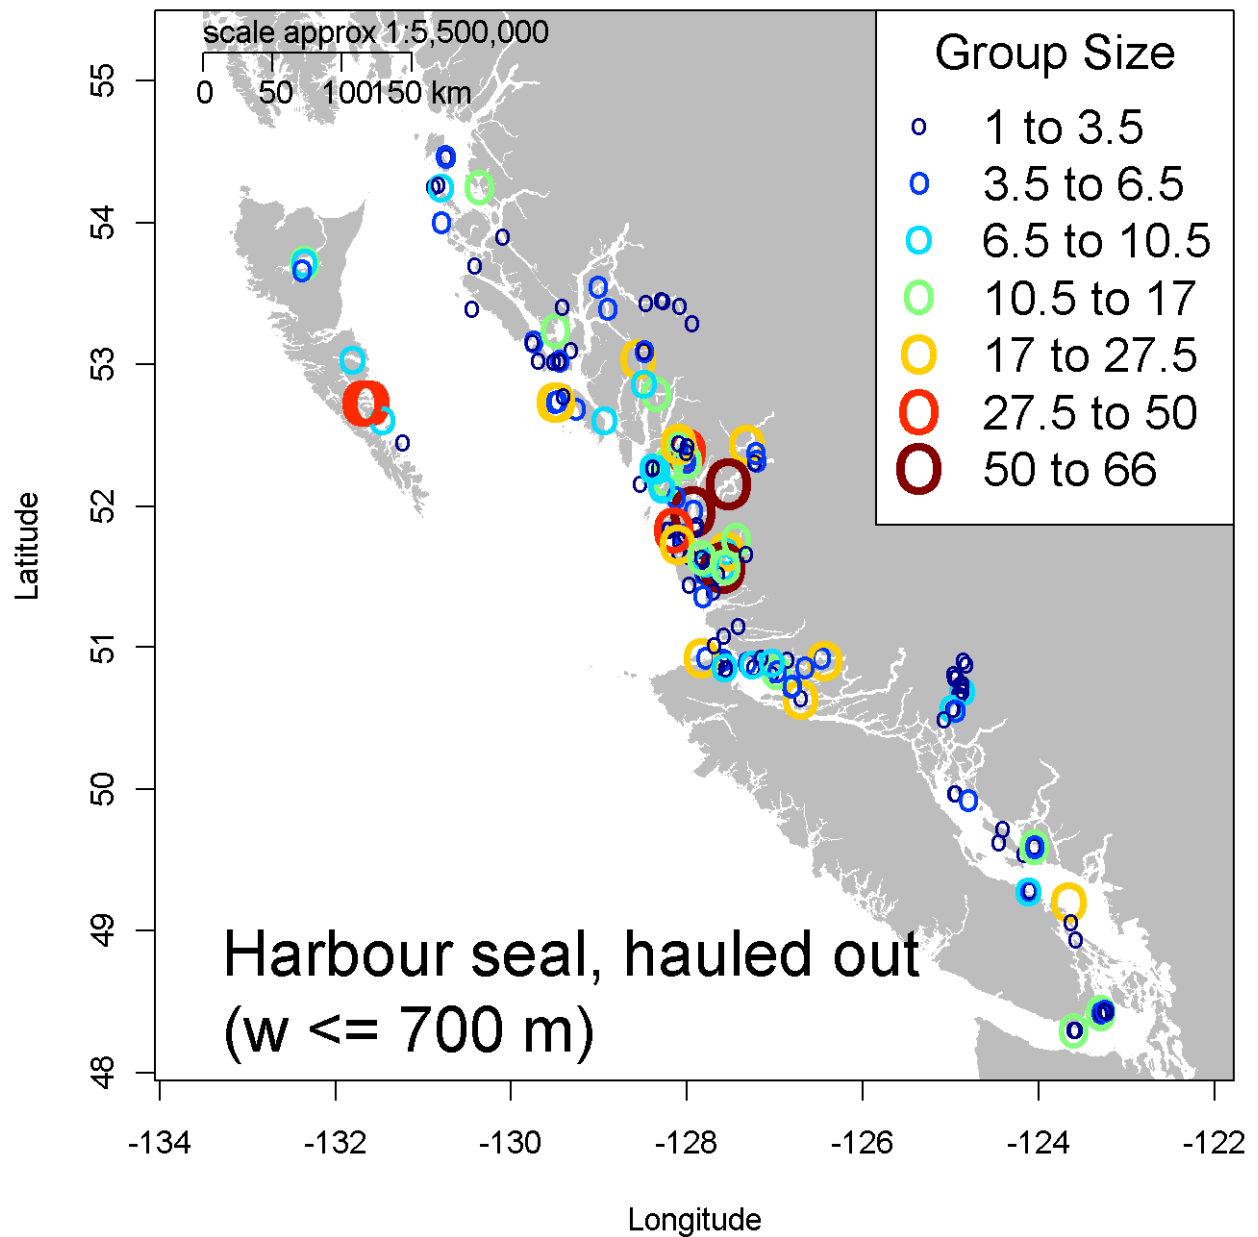 scale approx 1:5,500,000
0 50 100 150 km
Group Size
1 to 3.5
3.5 to 6.5
6.5 to 10.5
10.5 to 17
17 to 27.5
27.5 to 50
50 to 66
55
54
53
52
51
50
49
48
Latitude
Harbour seal, hauled out
(w <= 700 m)
-134 -132 -130 -128 -126 -124 -122
Longitude